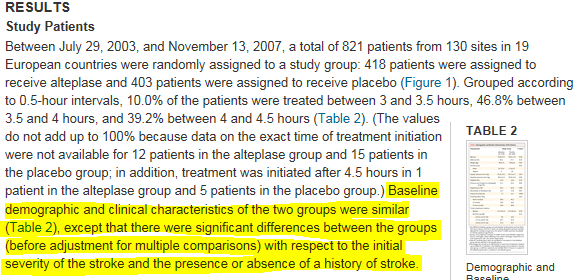 RESULTS
Study Patients
Between July 29, 2003, and November 13, 2007, a total of 821 patients from 130 sites in 19
European countries were randomly assigned to a study group: 418 patients were assigned to
receive alteplase and 403 patients were assigned to receive placebo (Figure 1). Grouped according
to 0.5-hour intervals, 10.0% of the patients were treated between 3 and 3.5 hours, 46.8% between
3.5 and 4 hours, and 39.2% between 4 and 4.5 hours (Table 2). (The values
do not add up to 100% because data on the exact time of treatment initiation
were not available for 12 patients in the alteplase group and 15 patients in
the placebo group; in addition, treatment was initiated after 4.5 hours in 1
patient in the alteplase group and 5 patients in the placebo group.) Baseline
demographic and clinical characteristics of the two groups were similar
(Table 2), except that there were significant differences between the groups
(before adjustment for multiple comparisons) with respect to the initial
severity of the stroke and the presence or absence of a history of stroke.
TABLE 2
Demographic and
Baseline